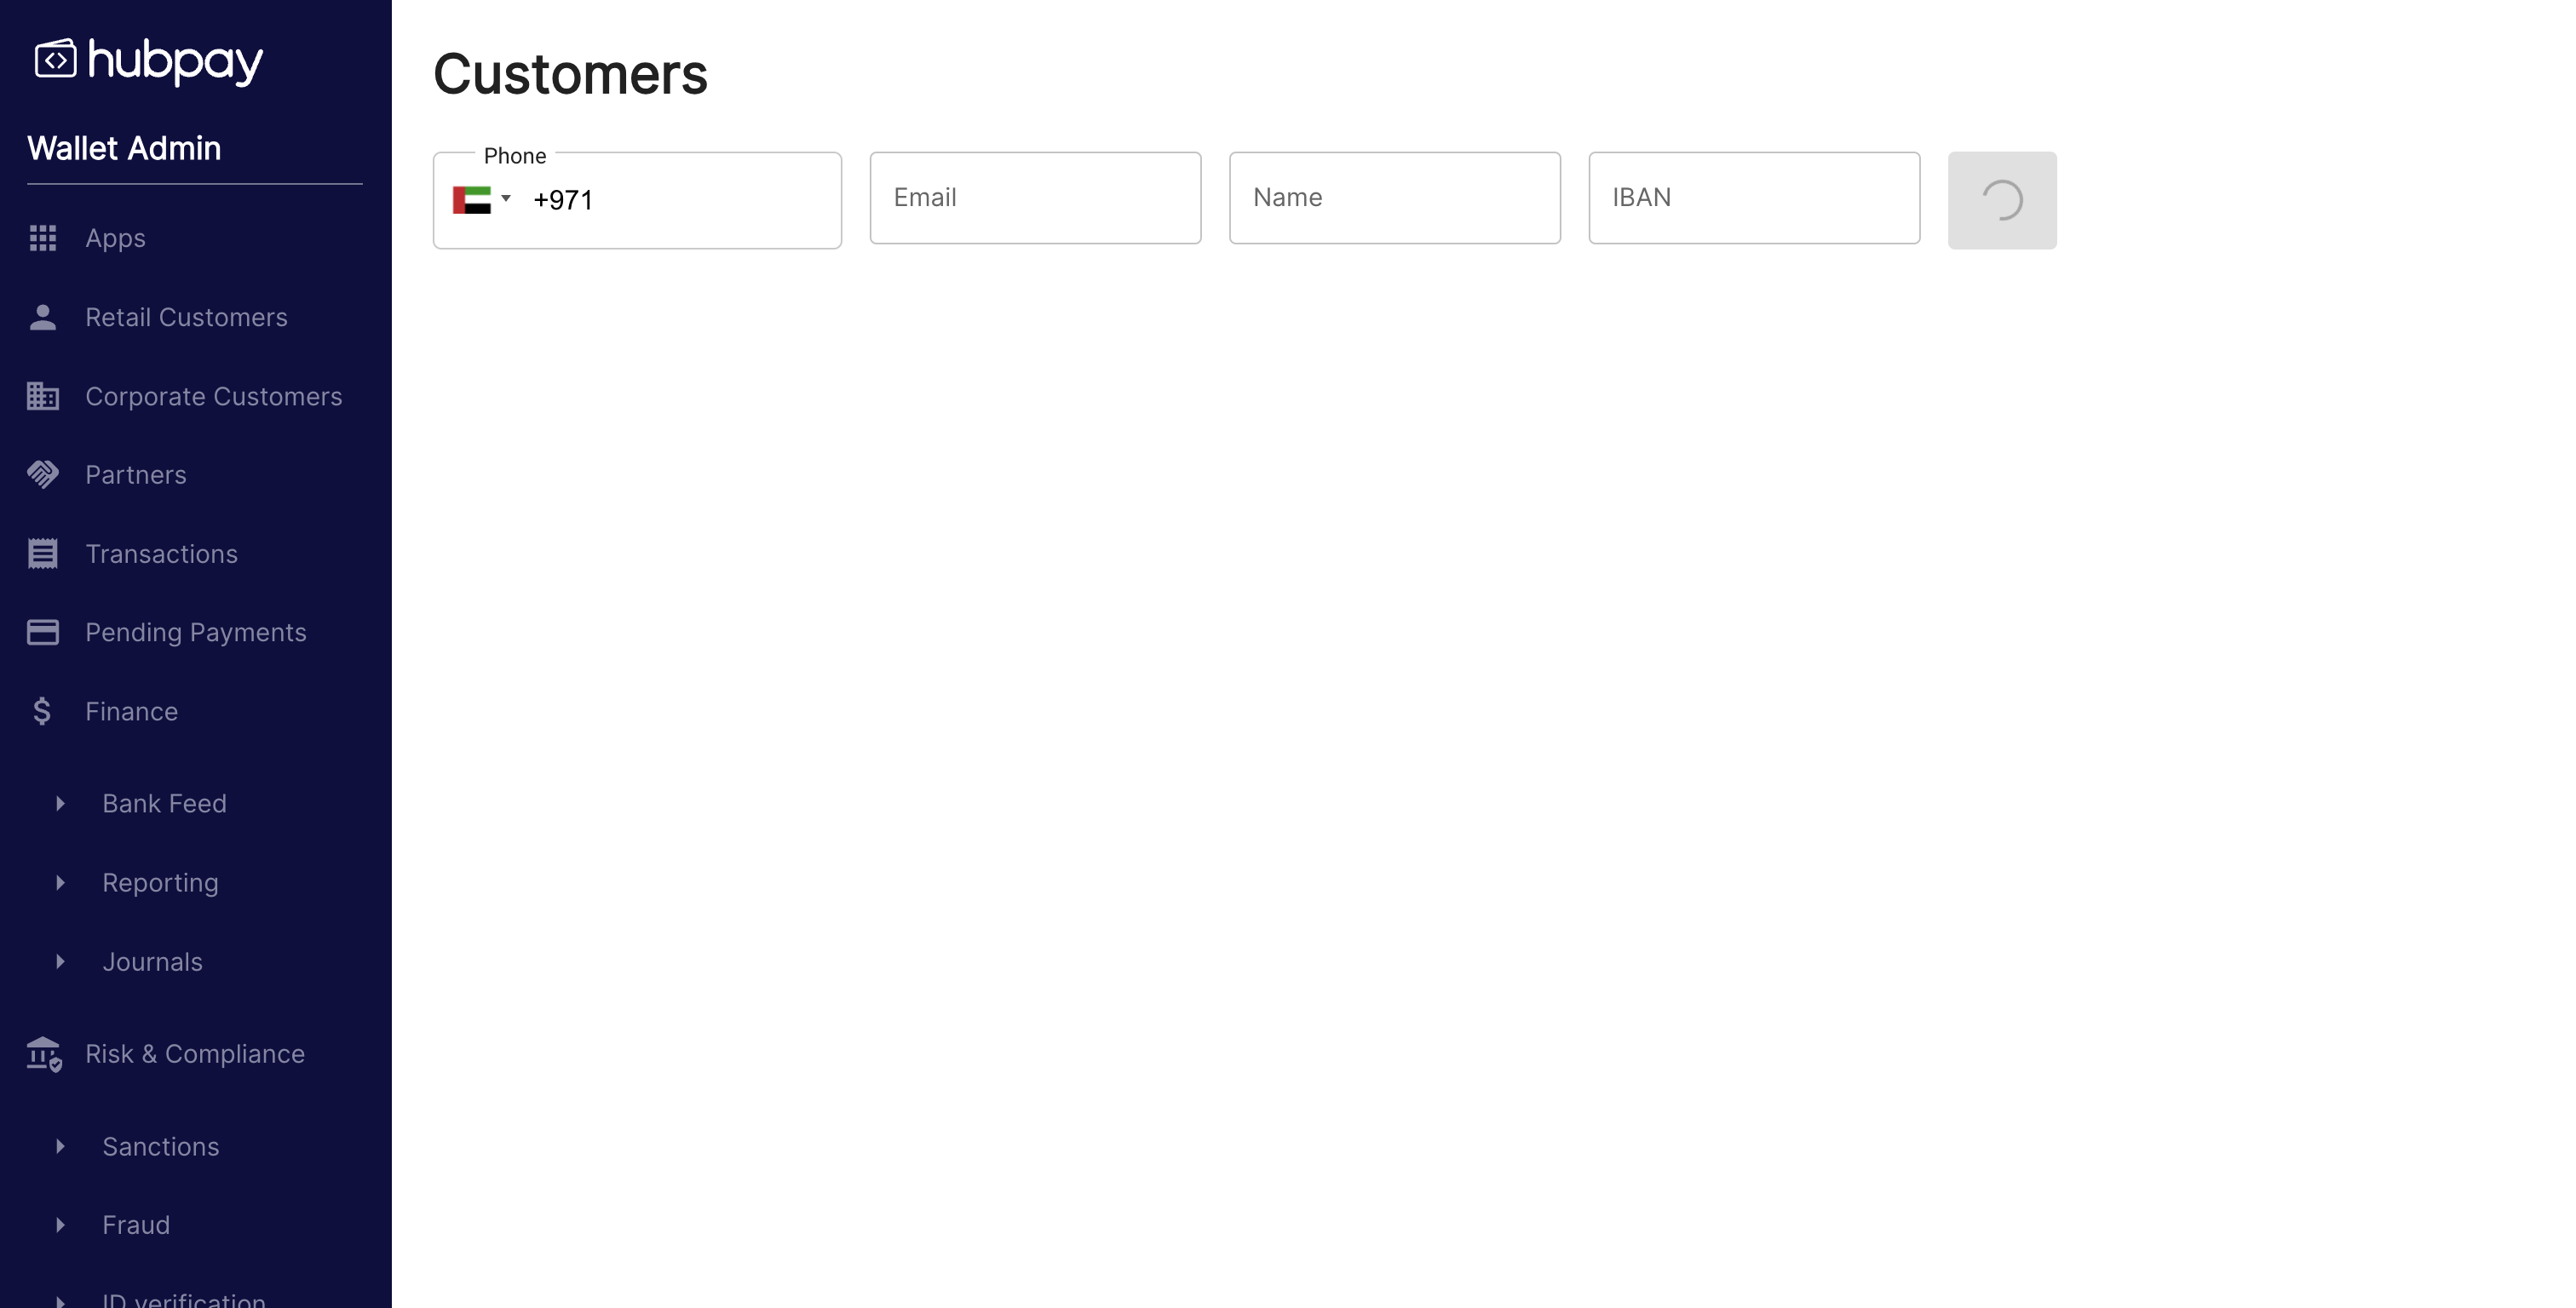 hubpay
Wallet Admin
Apps
Retail Customers
Corporate Customers
Partners
Transactions
Pending Payments
Finance
Bank Feed
Reporting
Journals
Risk & Compliance
Sanctions
Fraud
ID verification
Customers
Phone
+971
Email
Name
IBAN